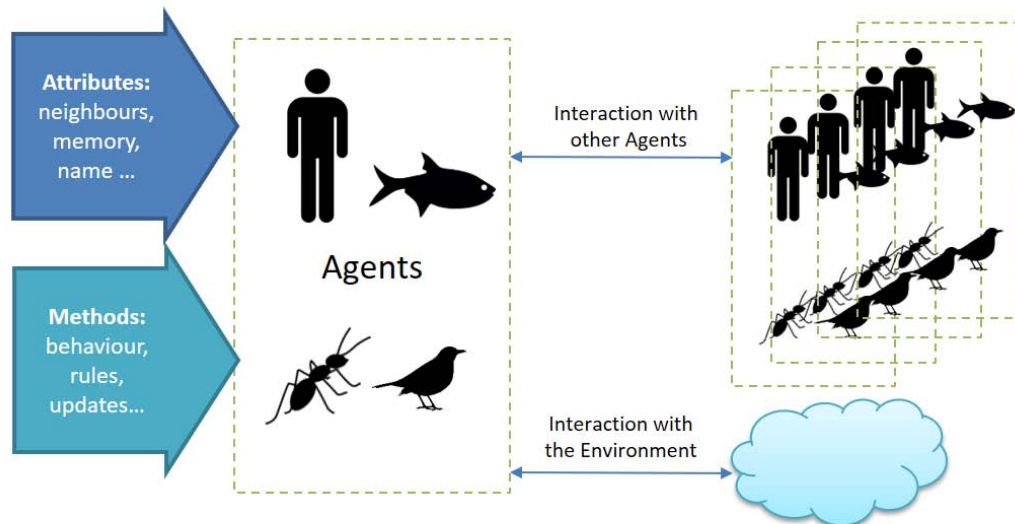 Attributes:
neighbours,
memory,
name ...
Methods:
behaviour,
rules,
updates...
Agents
Interaction with
other Agents
Interaction with
the Environment